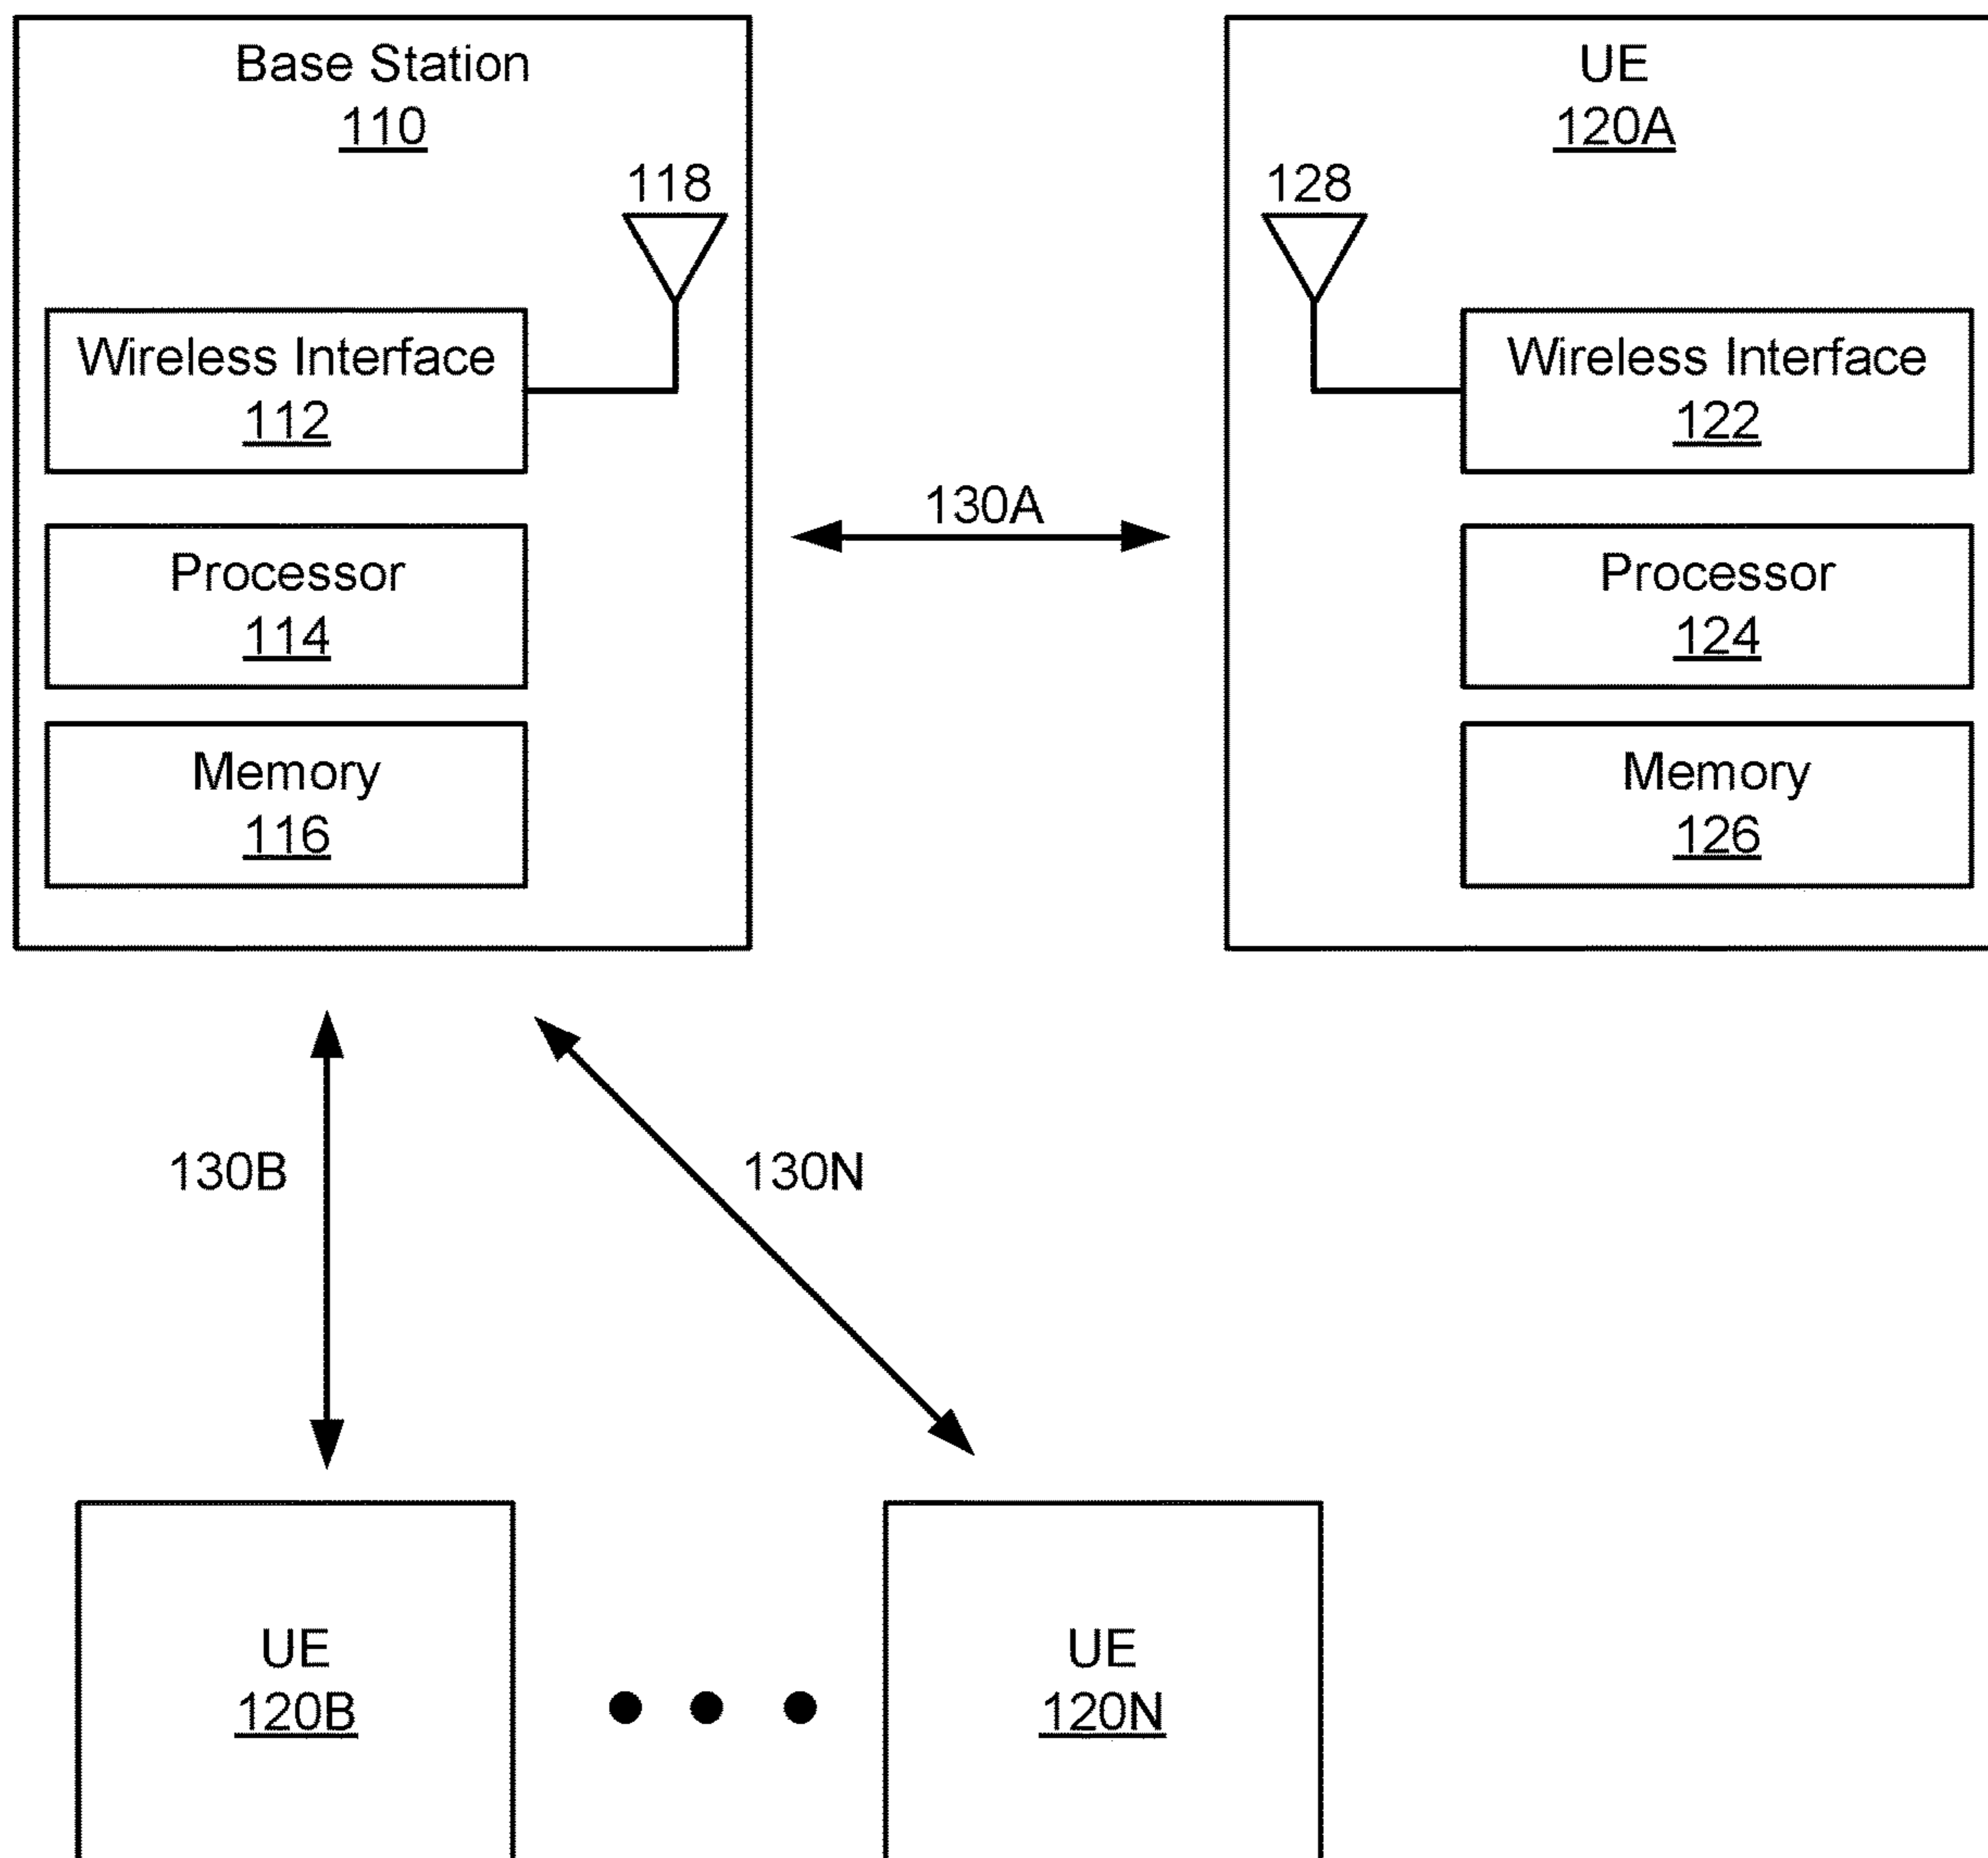 Base Station
110
118
Wireless Interface
112
Processor
114
Memory
116
UE
120A
128
Wireless Interface
122
Processor
124
Memory
126
130A
130B
130N
UE
120B
UE
120N